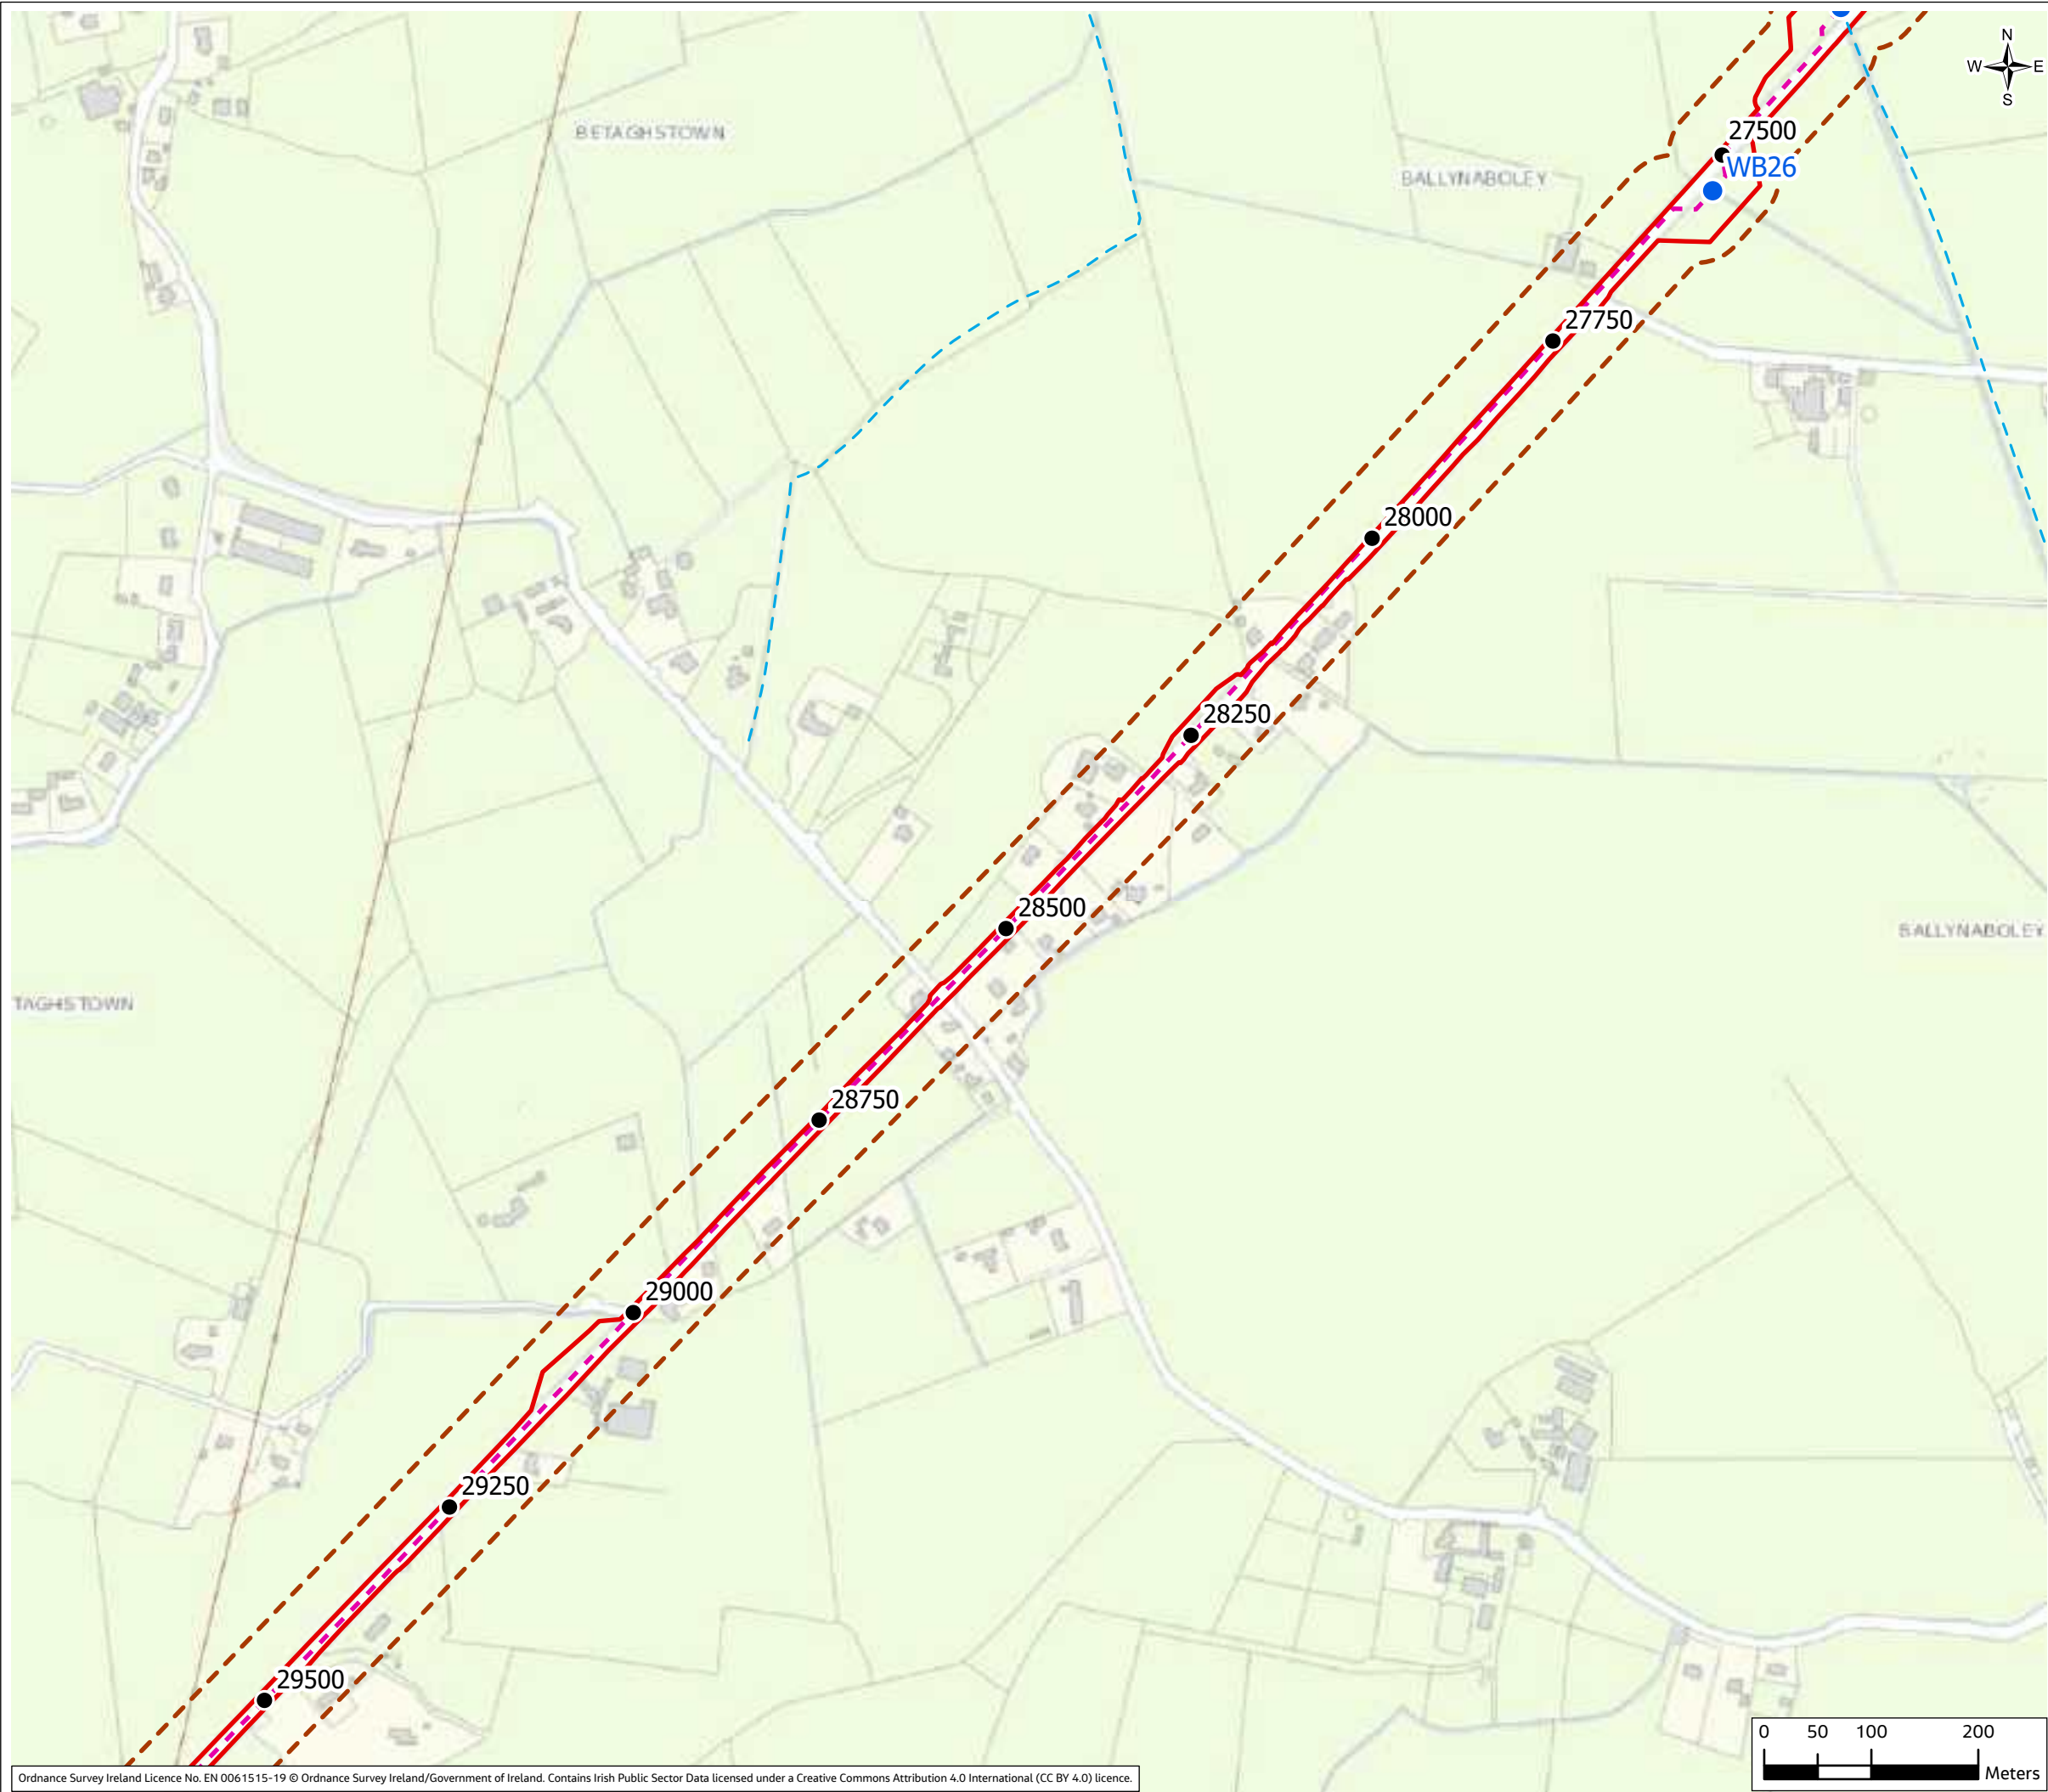 N
W E
S
BETAGHSTOWN
27500
WB26
BALLYNABOLEY
27750
28000
28250
28500
BALLYNABOLEY
TAGHSTOWN
28750
29000
29250
29500
0 50 100 200
Meters
Ordnance Survey Ireland Licence No. EN 0061515-19 © Ordnance Survey Ireland/Government of Ireland. Contains Irish Public Sector Data licensed under a Creative Commons Attribution 4.0 International (CC BY 4.0) licence.